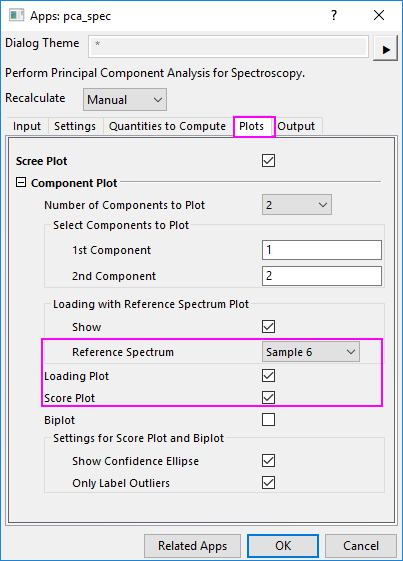 Apps: pca_spec
Dialog Theme *
Perform Principal Component Analysis for Spectroscopy.
Recalculate Manual
Input Settings Quantities to Compute Plots Output
Scree Plot
Component Plot
Number of Components to Plot 2
Select Components to Plot
1st Component 1
2nd Component 2
Loading with Reference Spectrum Plot
Show
Reference Spectrum Sample 6
Loading Plot
Score Plot
Biplot
Settings for Score Plot and Biplot
Show Confidence Ellipse
Only Label Outliers
Related Apps OK Cancel